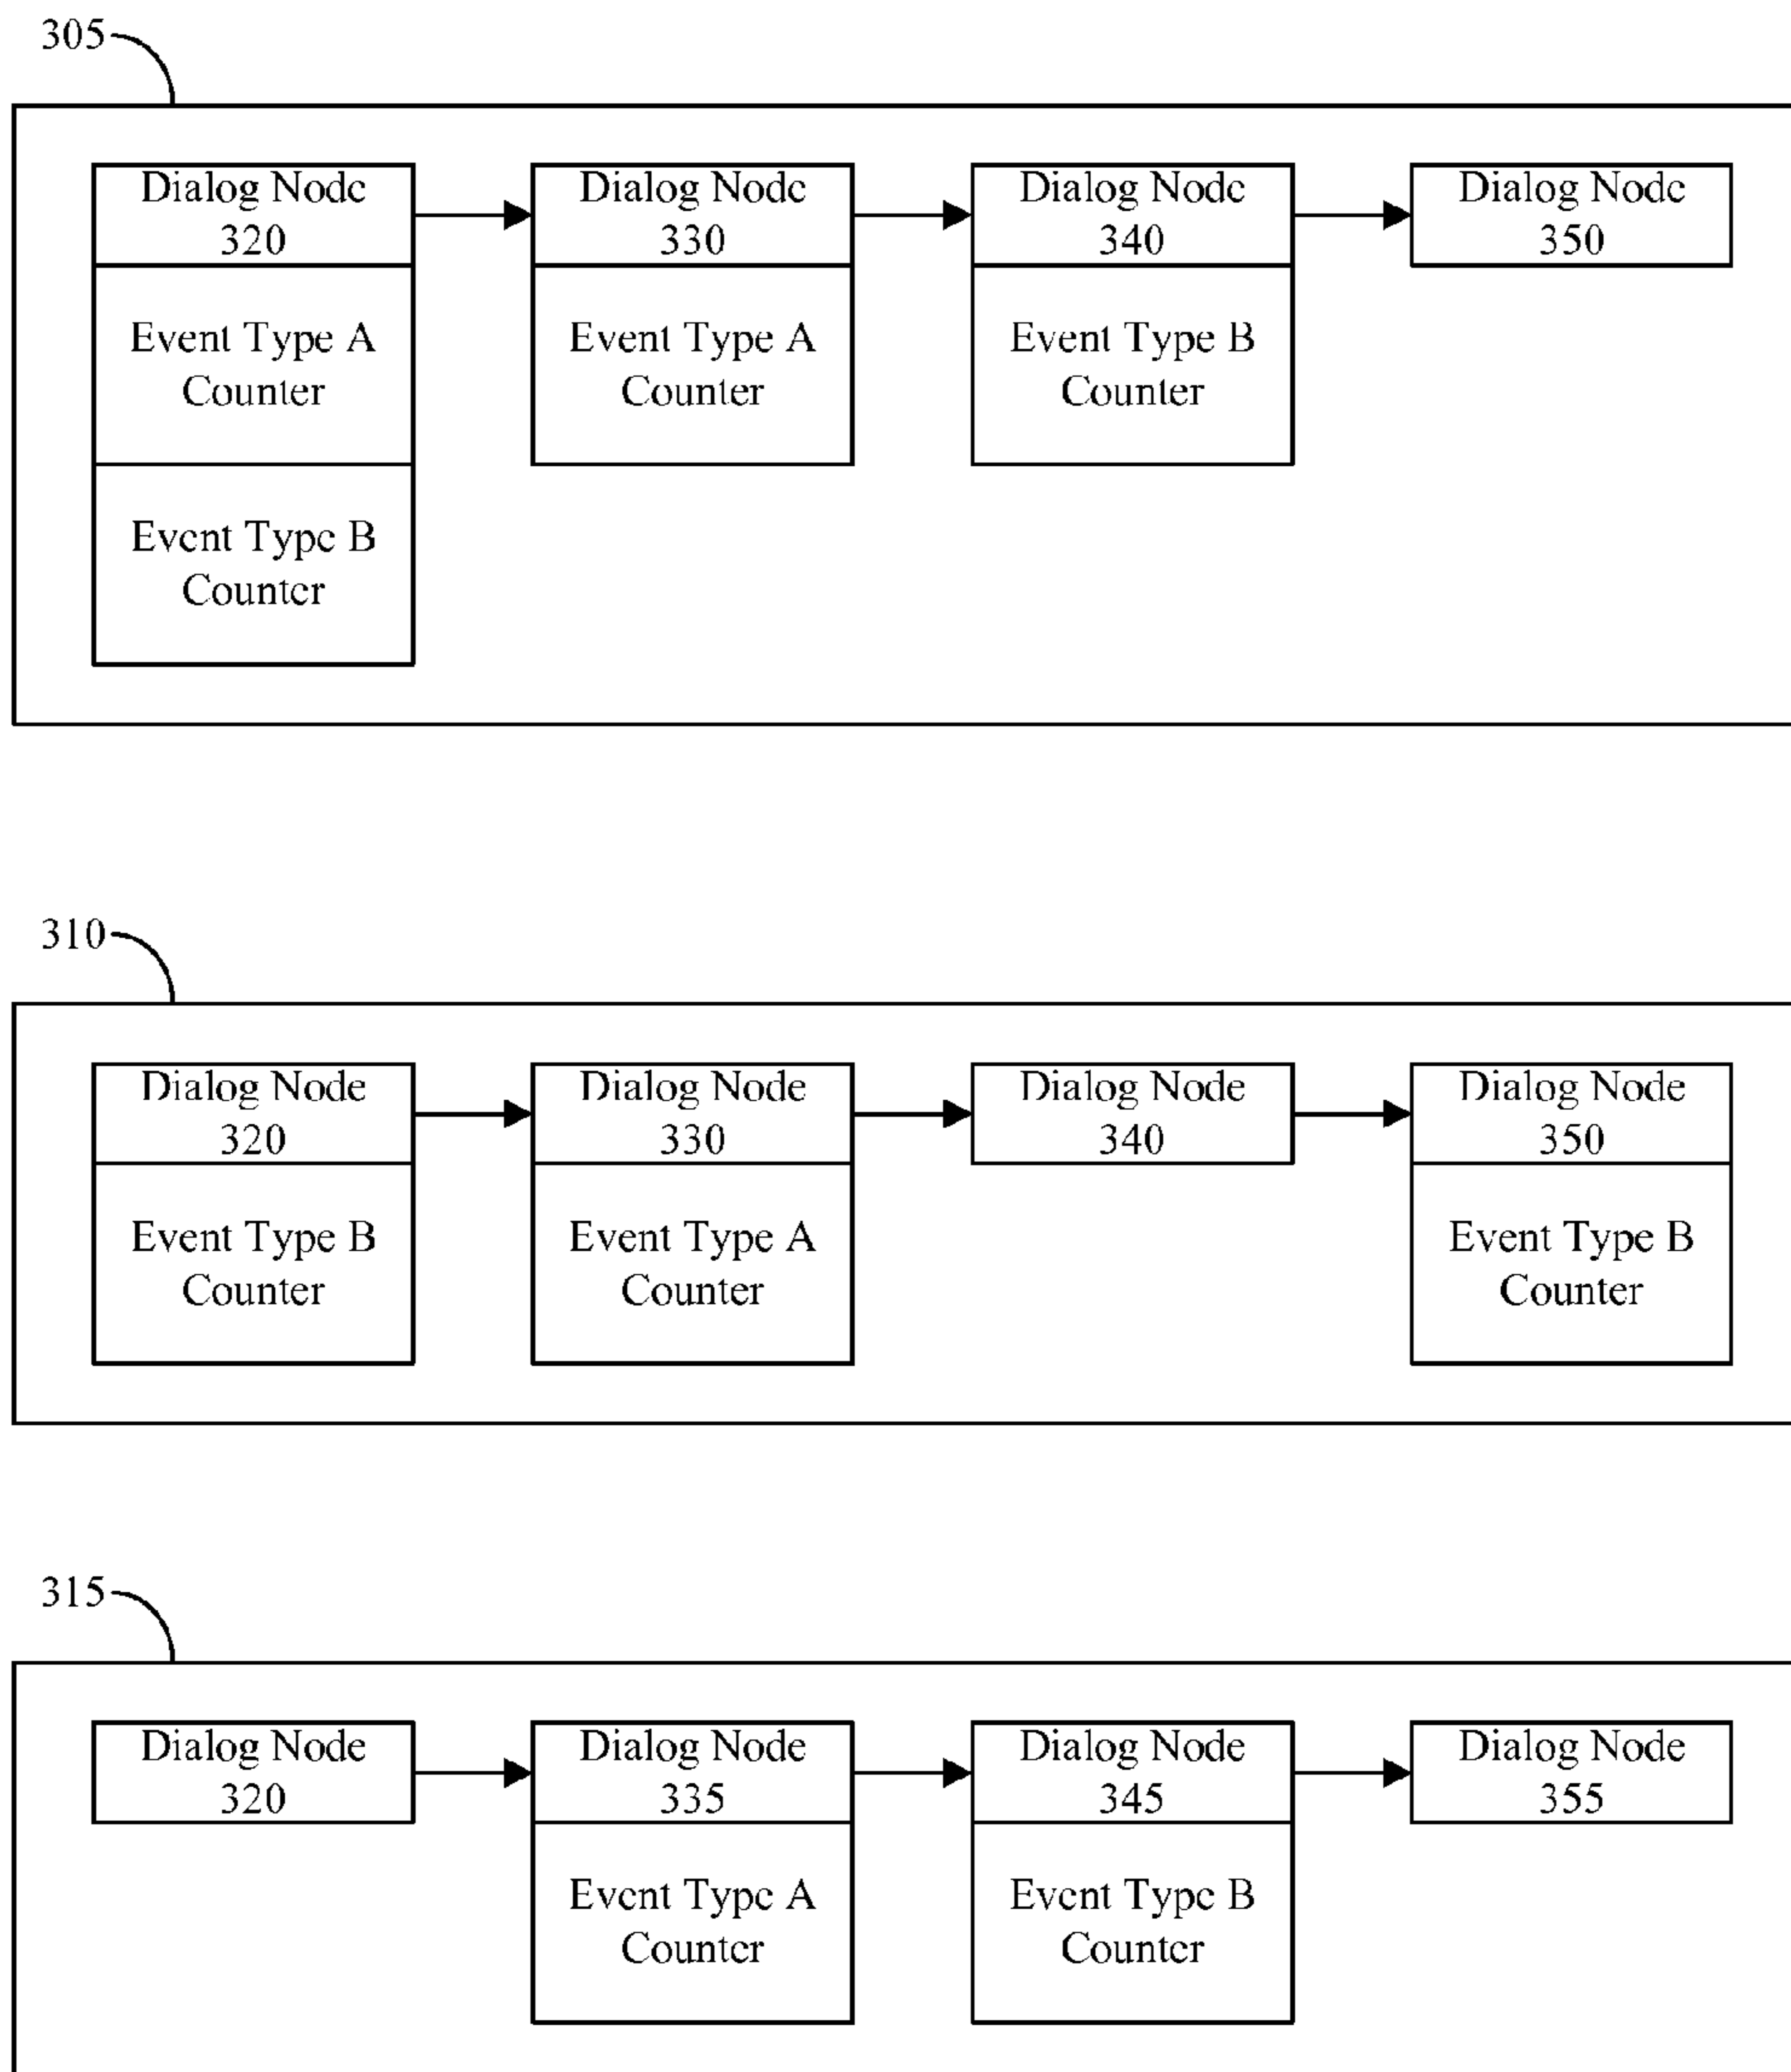 305
Dialog Node
320
Event Type A
Counter
Event Type B
Counter
Dialog Node
330
Event Type A
Counter
Dialog Node
340
Event Type B
Counter
Dialog Node
350
310
Dialog Node
320
Event Type B
Counter
Dialog Node
330
Event Type A
Counter
Dialog Node
340
Dialog Node
350
Event Type B
Counter
315
Dialog Node
320
Dialog Node
335
Event Type A
Counter
Dialog Node
345
Event Type B
Counter
Dialog Node
355